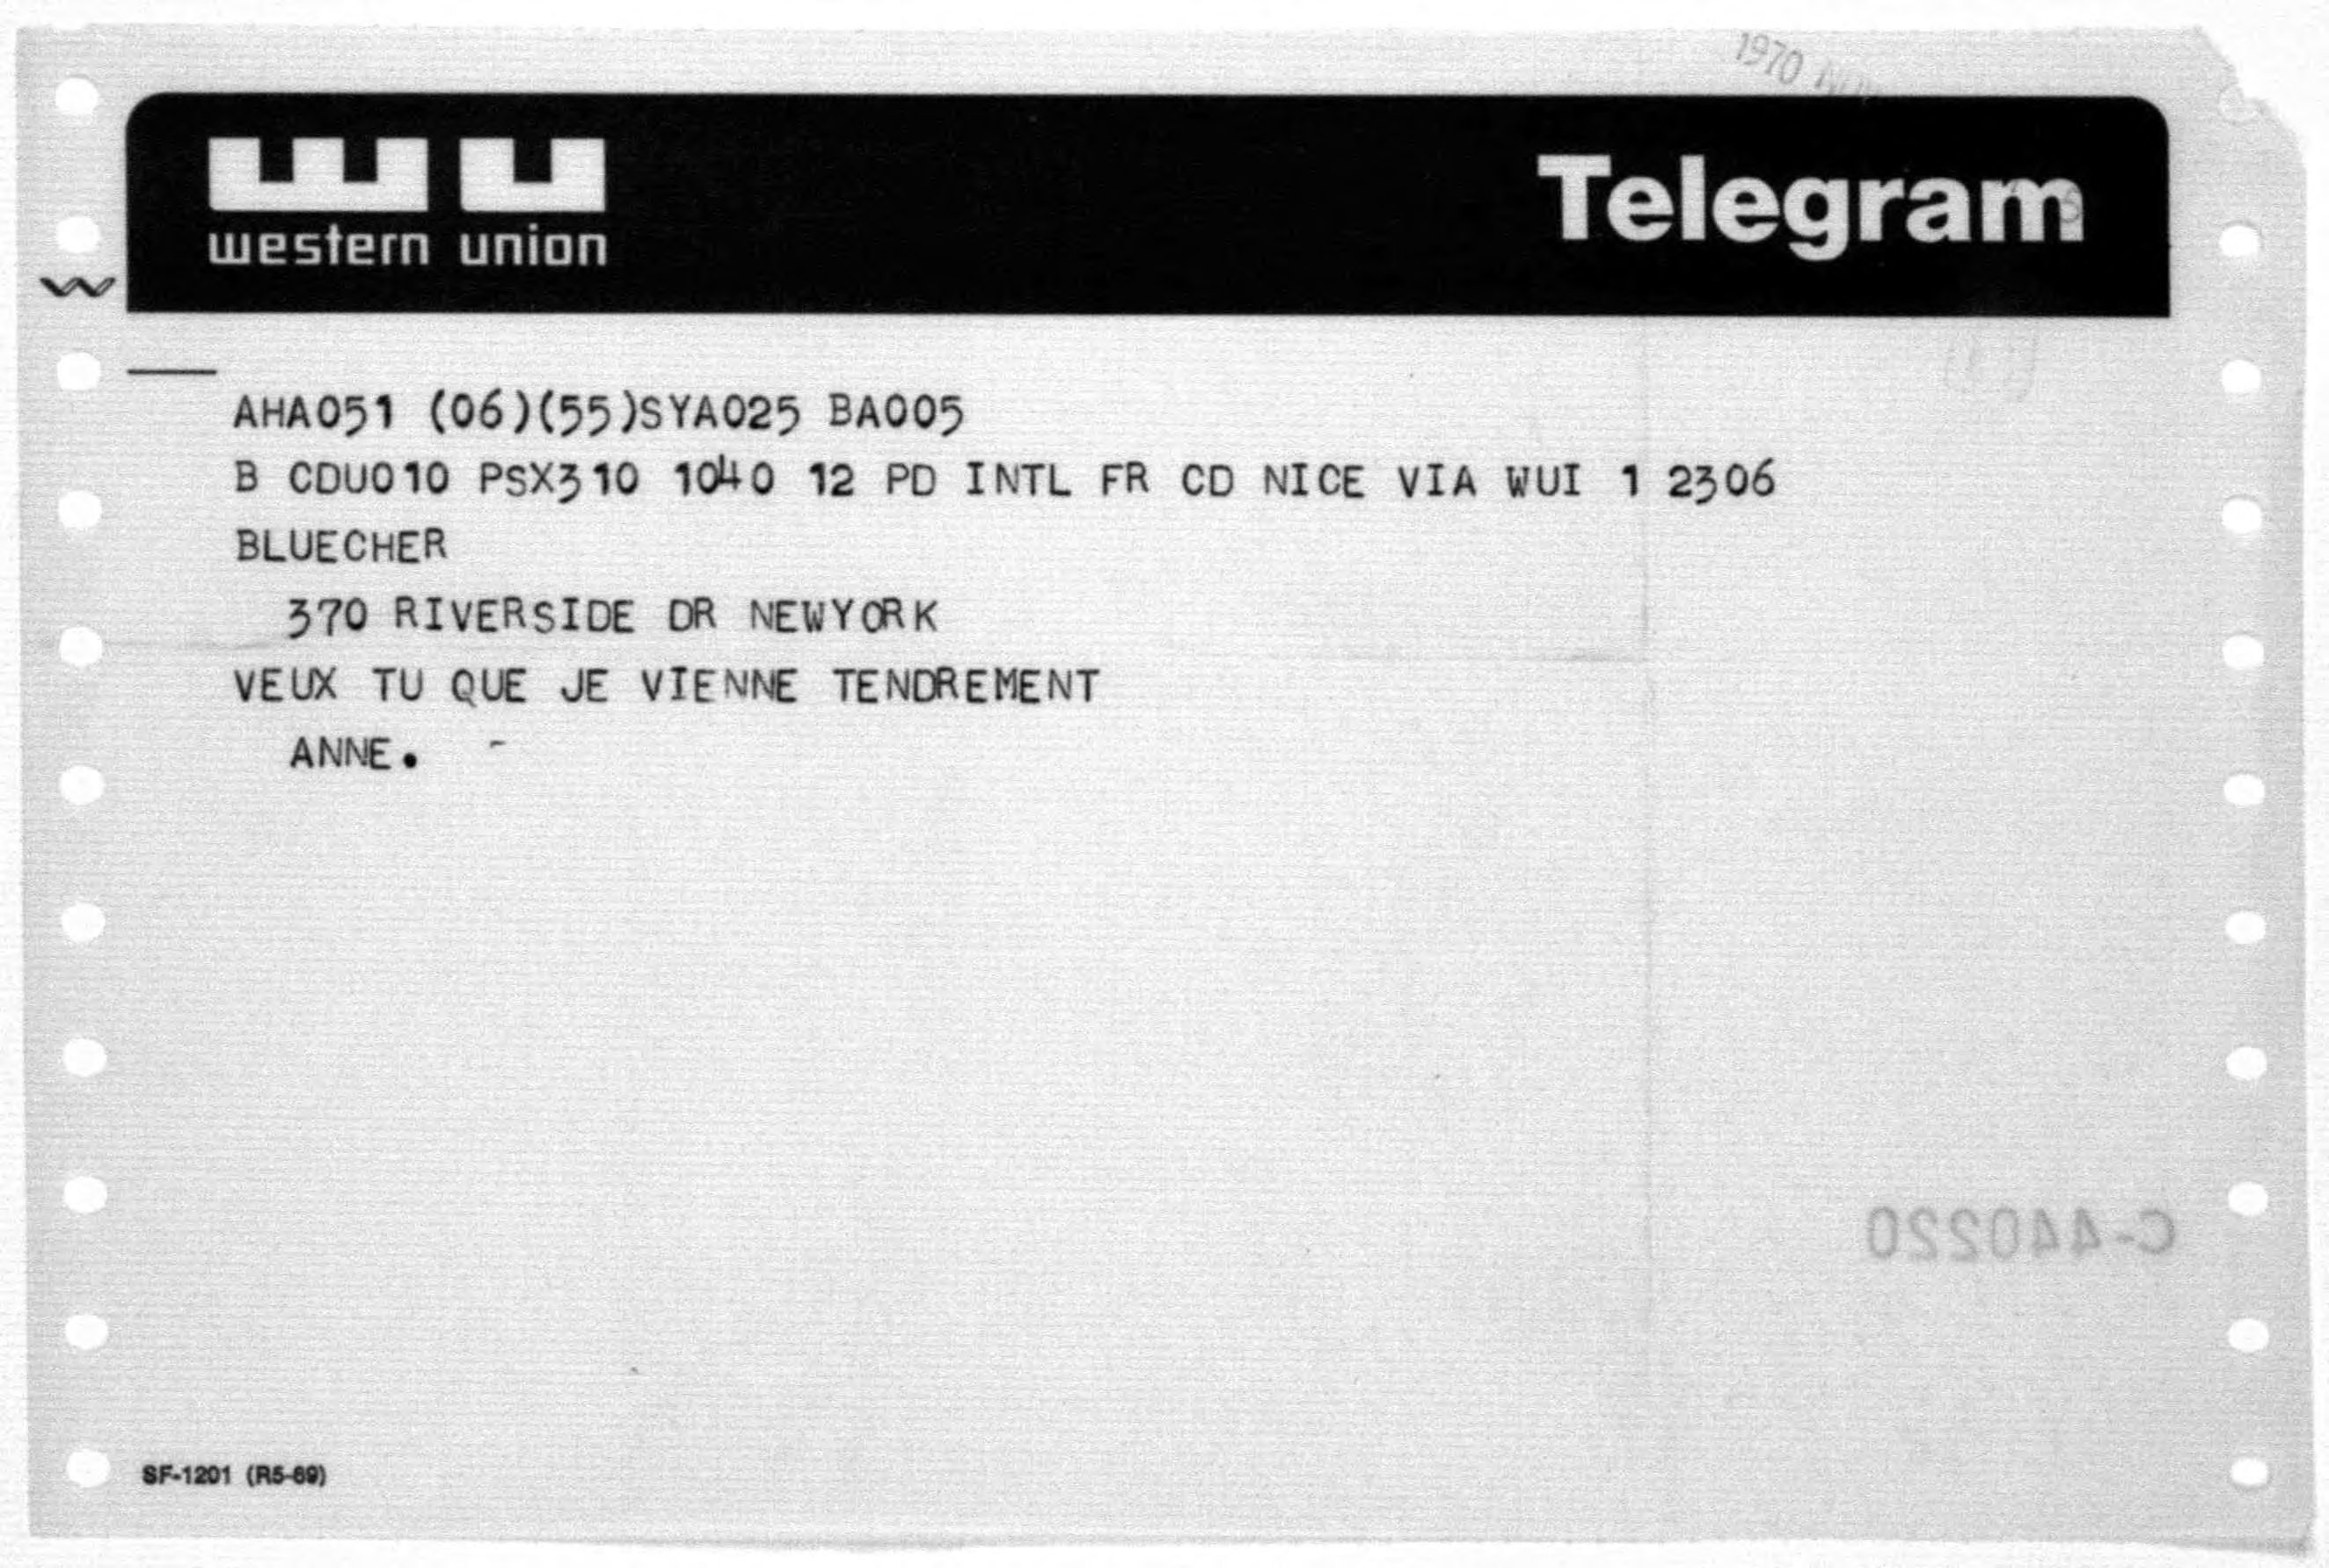 1970 NOV
western union
Telegram
AHA051 (06)(55)SYA025 BA005
B CDU010 PSX310 1040 12 PD INTL FR CD NICE VIA WUI 1 2306
BLUECHER
370 RIVERSIDE DR NEWYORK
VEUX TU QUE JE VIENNE TENDREMENT
ANNE.
C-440220
SF-1201 (R5-69)